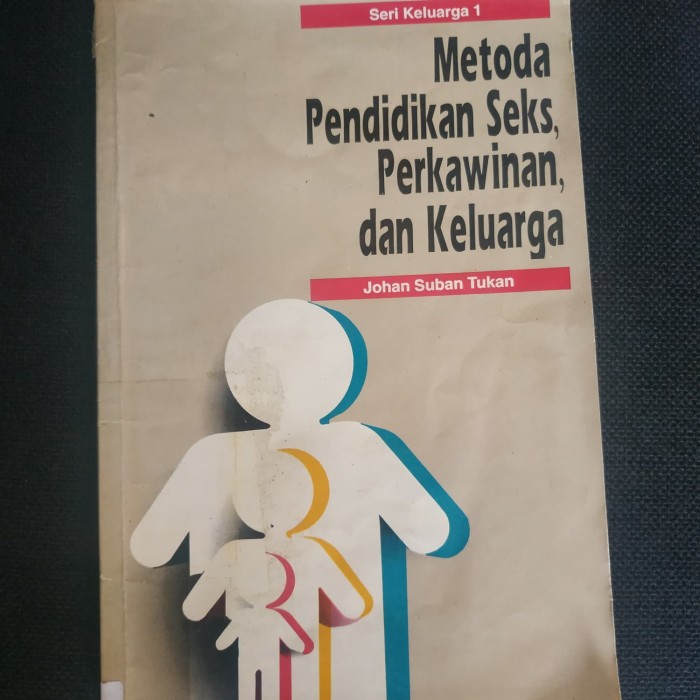 Seri Keluarga 1
Metoda
Pendidikan Seks,
Perkawinan,
dan Keluarga
Johan Suban Tukan